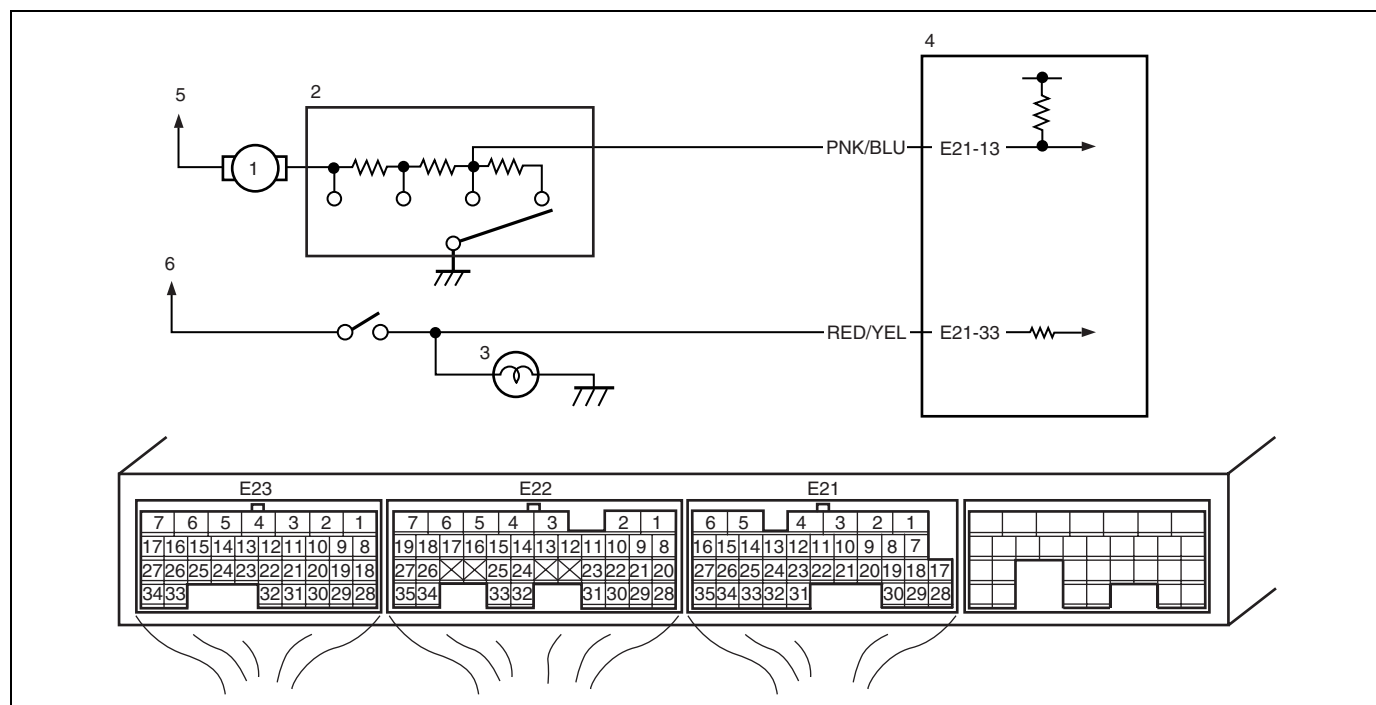 4
5
2
1
PNK/BLU
E21-13
6
3
RED/YEL
E21-33
E23
E22
E21
7 6 5 4 3 2 1
17 16 15 14 13 12 11 10 9 8
27 26 25 24 23 22 21 20 19 18
34 33 32 31 30 29 28
7 6 5 4 3 2 1
19 18 17 16 15 14 13 12 11 10 9 8
27 26 25 24 23 22 21 20
35 34 33 32 31 30 29 28
6 5 4 3 2 1
16 15 14 13 12 11 10 9 8 7
27 26 25 24 23 22 21 20 19 18 17
35 34 33 32 31 30 29 28